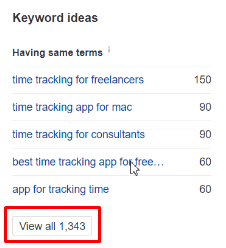 Keyword ideas
Having same terms i
time tracking for freelancers 150
time tracking app for mac 90
time tracking for consultants 90
best time tracking app for free… 60
app for tracking time 60
View all 1,343